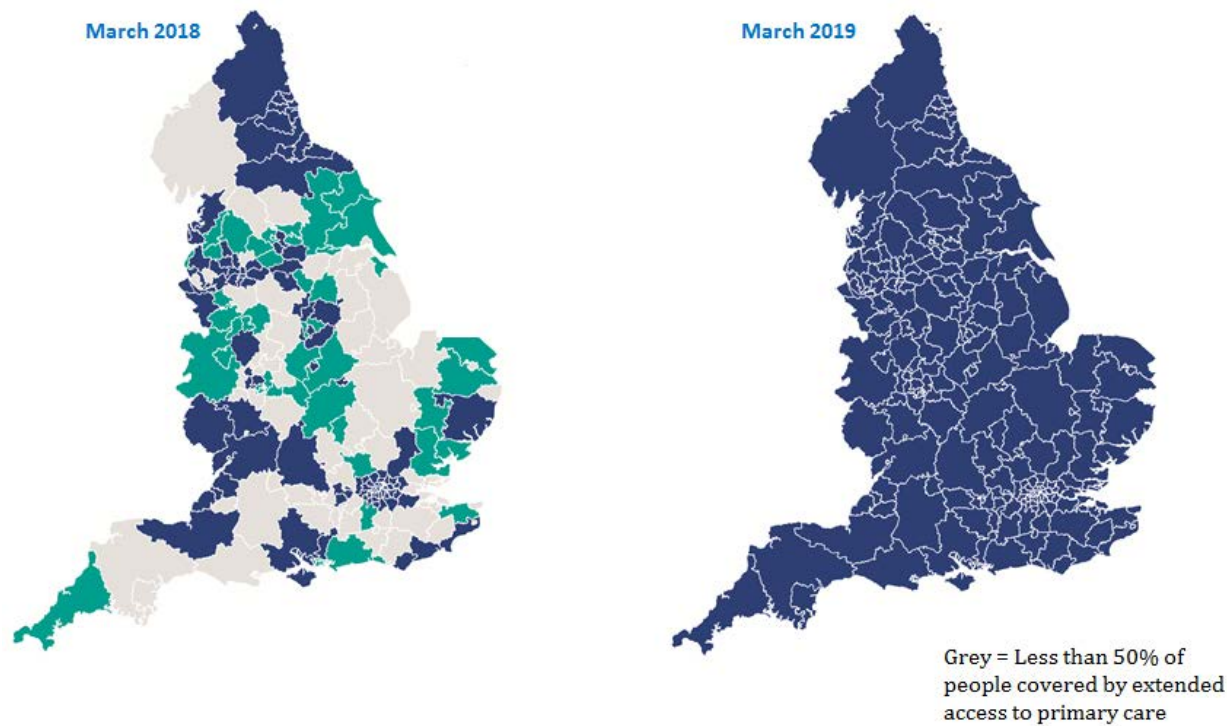 March 2018
March 2019
Grey = Less than 50% of
people covered by extended
access to primary care